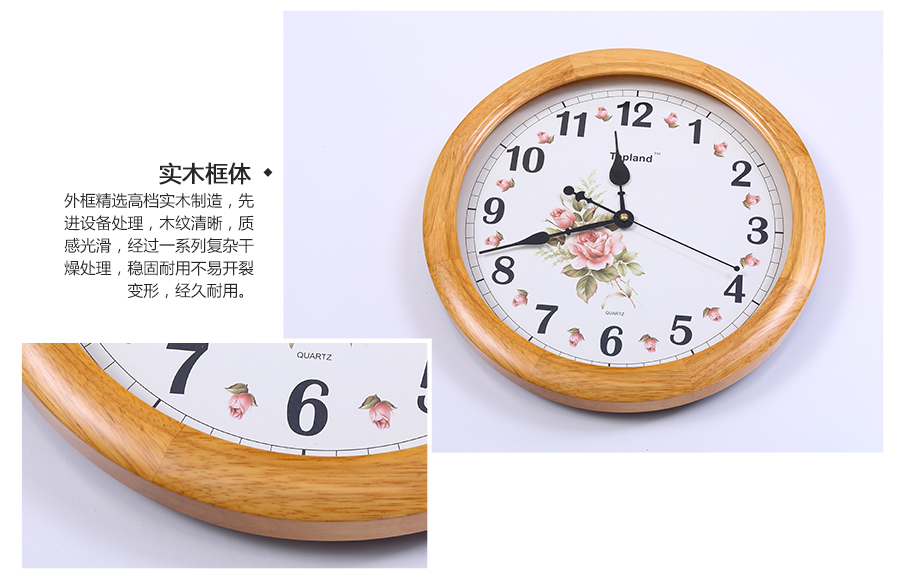 实木框体
外框精选高档实木制造，先
进设备处理，木纹清晰，质
感光滑，经过一系列复杂干
燥处理，稳固耐用不易开裂
变形，经久耐用。
12
1
2
3
4
5
6
7
8
9
10
11
Topland™
QUARTZ
7
6
QUARTZ